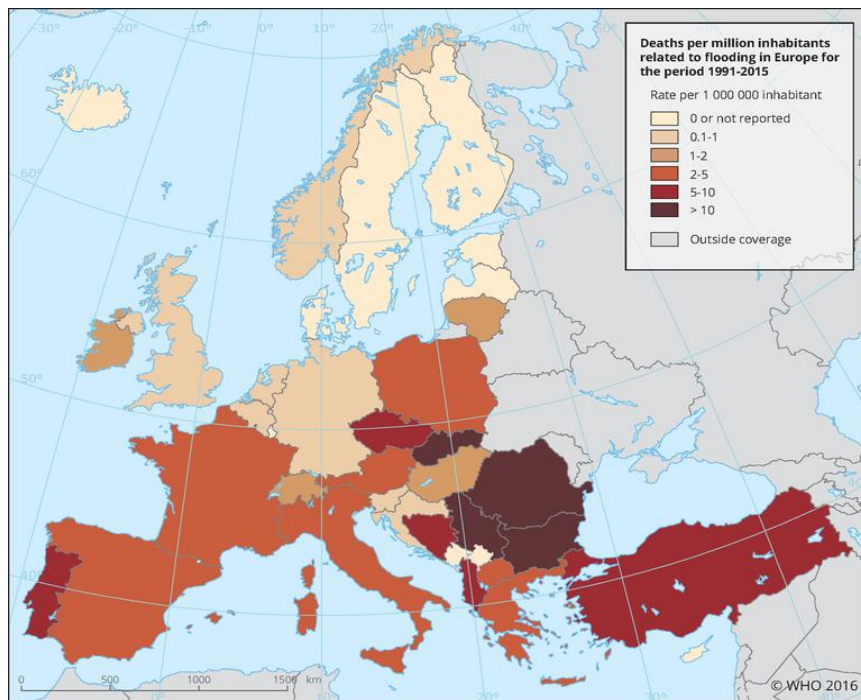 -30°
-20°
-10°
0°
10°
20°
30°
Deaths per million inhabitants
related to flooding in Europe for
the period 1991-2015
Rate per 1 000 000 inhabitant
0 or not reported
0.1-1
1-2
2-5
5-10
> 10
Outside coverage
60°
50°
40°
0 500 1000 1500 km
10°
20°
© WHO 2016